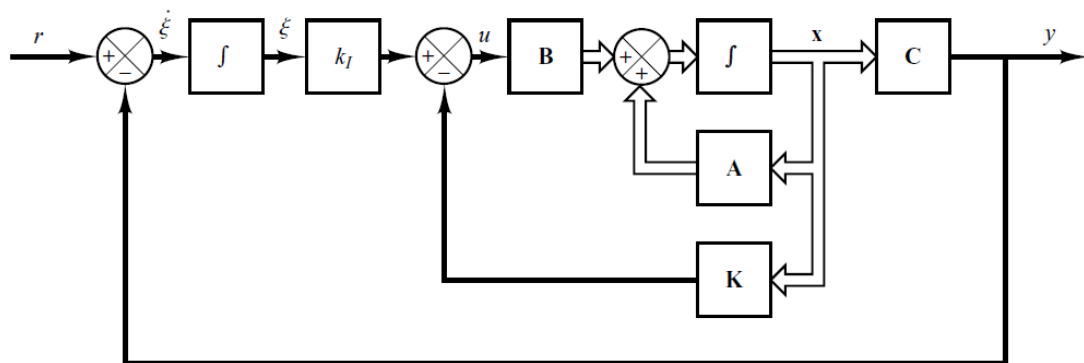 r + − ξ̇ ∫ ξ k_I + − u B + + ∫ x C y
A
K